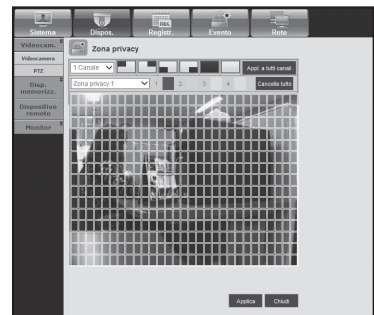 Sistema Dispos. Registr. Evento Rete
REC
Videocam.
Videocamera
PTZ
Disp. memorizz.
Dispositivo remoto
Monitor
Zona privacy
1 Canale Appl. a tutti canali
Zona privacy 1 1 2 3 4 Cancella tutto
Applica Chiudi